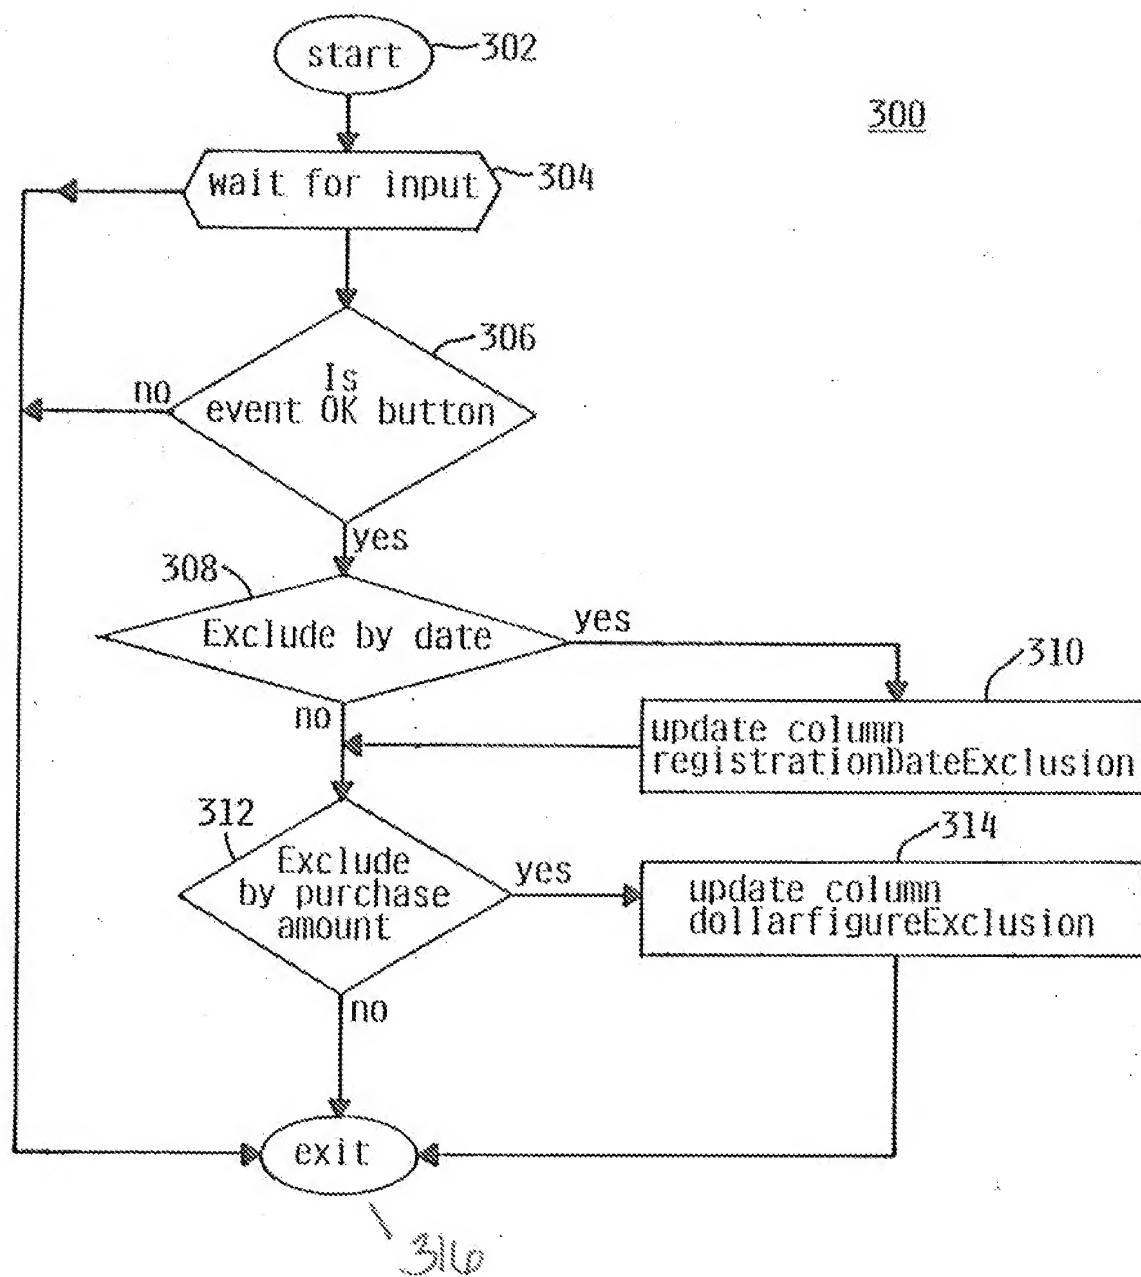 start
302
300
wait for input
304
306
Is
event OK button
no
yes
308
Exclude by date
yes
310
no
update column
registrationDateExclusion
312
314
Exclude
by purchase
amount
yes
update column
dollarfigureExclusion
no
exit
316